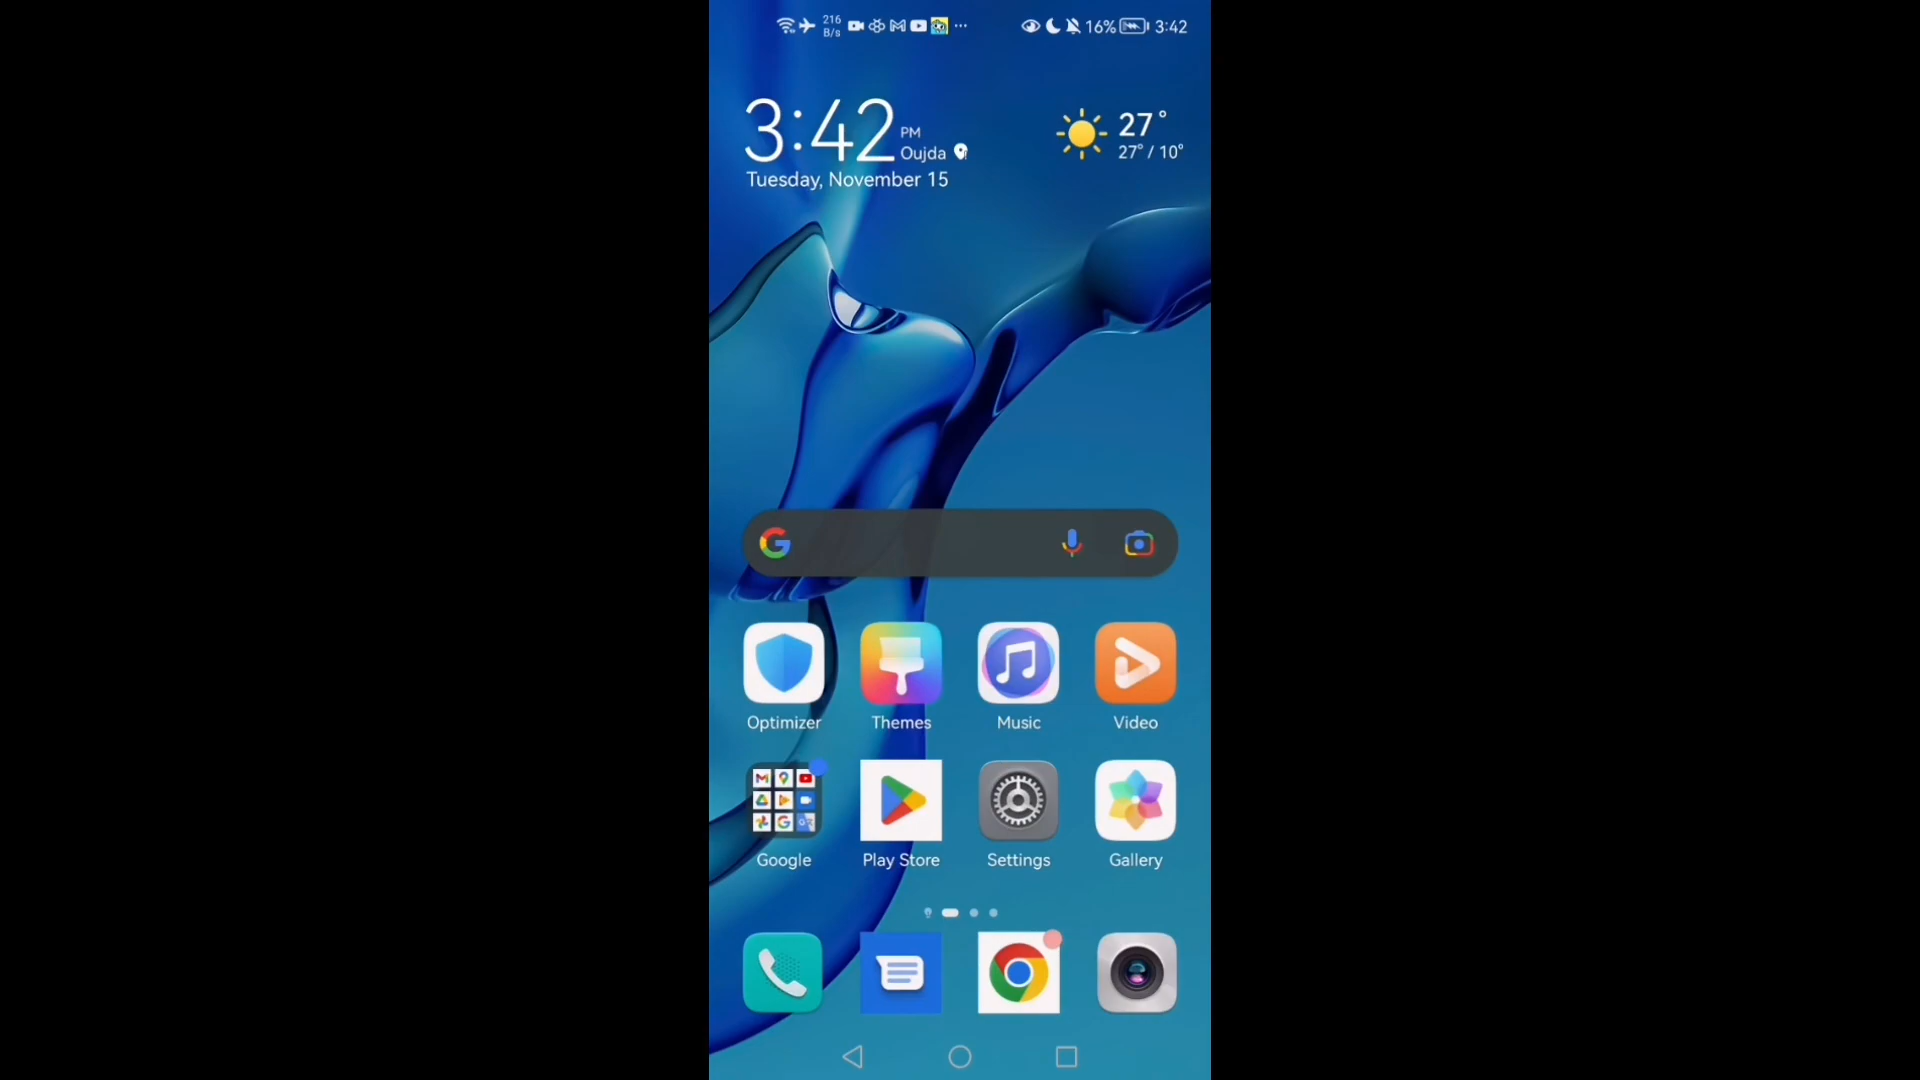 216
B/s
16%
3:42
3:42
PM
Oujda
Tuesday, November 15
27°
27° / 10°
Optimizer
Themes
Music
Video
Google
Play Store
Settings
Gallery